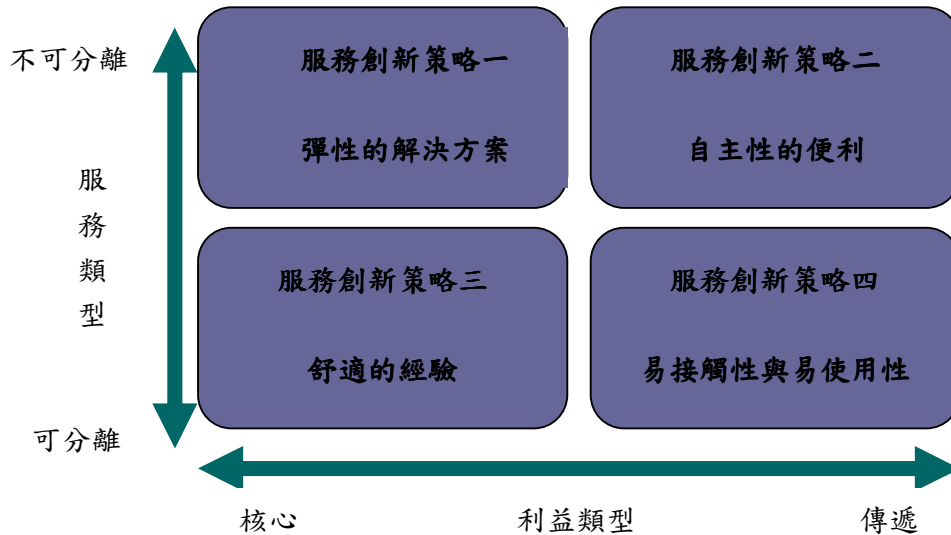 不可分離
服務類型
可分離
服務創新策略一
彈性的解決方案
服務創新策略二
自主性的便利
服務創新策略三
舒適的經驗
服務創新策略四
易接觸性與易使用性
核心
利益類型
傳遞